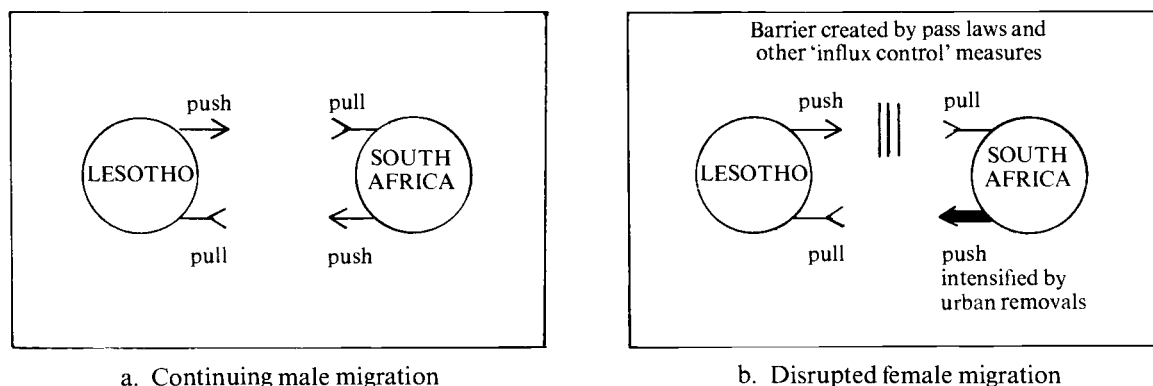 push
pull
LESOTHO
SOUTH
AFRICA
pull
push
a. Continuing male migration
Barrier created by pass laws and
other ‘influx control’ measures
push
pull
LESOTHO
SOUTH
AFRICA
pull
push
intensified by
urban removals
b. Disrupted female migration